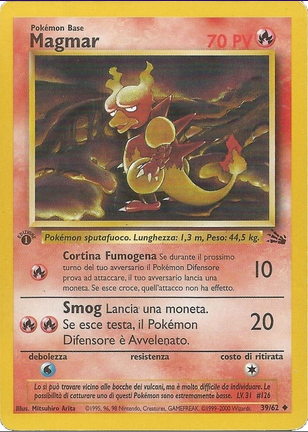 Pokémon Base
Magmar
70 PV
EDIZIONE
1
Pokémon sputafuoco. Lunghezza: 1,3 m, Peso: 44,5 kg.
Cortina Fumogena Se durante il prossimo
turno del tuo avversario il Pokémon Difensore
prova ad attaccare, il tuo avversario lancia una
moneta. Se esce croce, quell'attacco non ha effetto.
10
Smog Lancia una moneta.
Se esce testa, il Pokémon
Difensore è Avvelenato.
20
debolezza
resistenza
costo di ritirata
Lo si può trovare vicino alle bocche dei vulcani, ma è molto difficile da individuare. Le
possibilità di catturare uno di questi Pokémon sono estremamente basse. LV. 31 #126
Illus. Mitsuhiro Arita
©1995, 96, 98 Nintendo, Creatures, GAMEFREAK. ©1999-2000 Wizards.
39/62